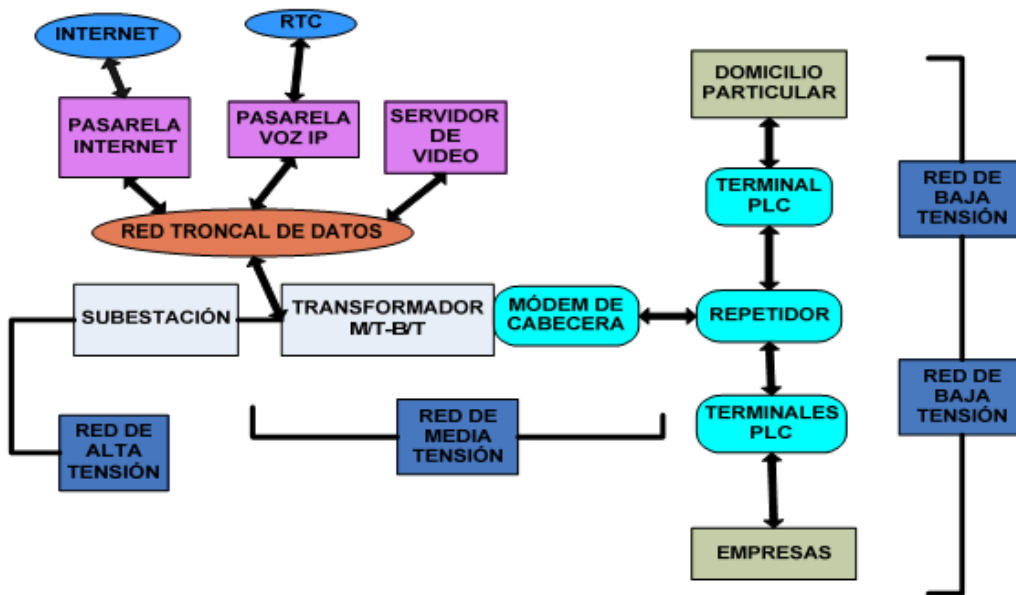 INTERNET
RTC
PASARELA
INTERNET
PASARELA
VOZ IP
SERVIDOR
DE
VIDEO
RED TRONCAL DE DATOS
SUBESTACIÓN
TRANSFORMADOR
M/T-B/T
MÓDEM DE
CABECERA
REPETIDOR
DOMICILIO
PARTICULAR
TERMINAL
PLC
TERMINALES
PLC
EMPRESAS
RED DE
ALTA
TENSIÓN
RED DE
MEDIA
TENSIÓN
RED DE
BAJA
TENSIÓN
RED DE
BAJA
TENSIÓN